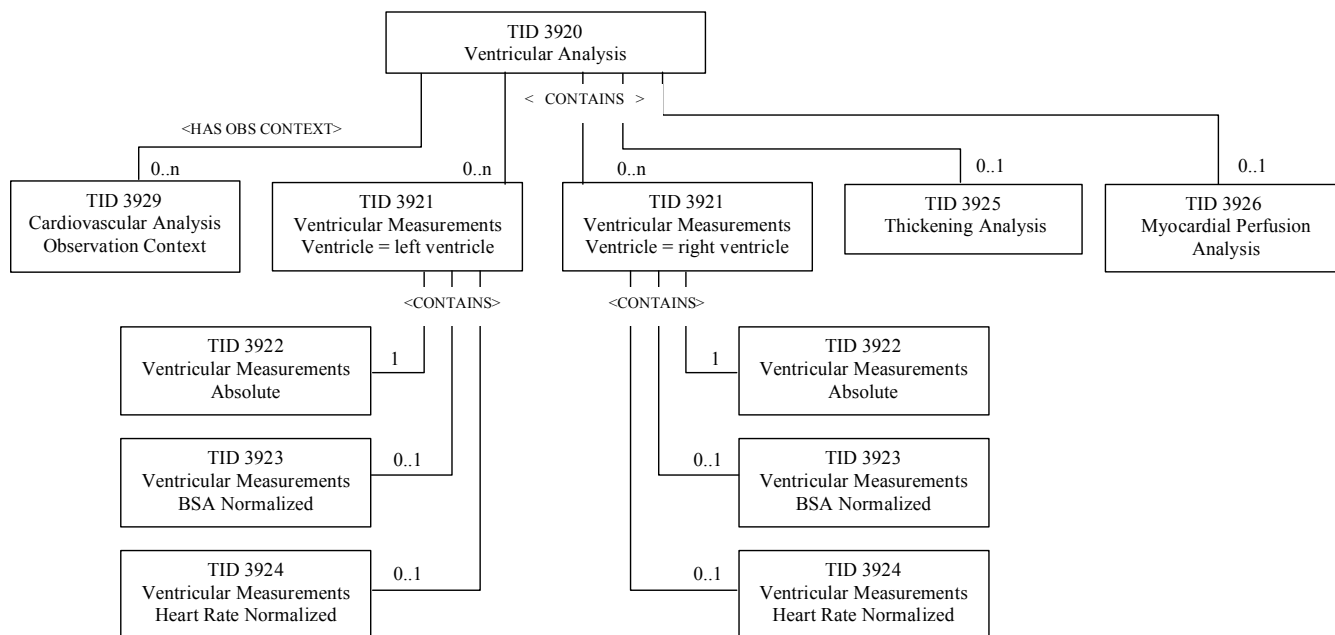 TID 3920
Ventricular Analysis
< CONTAINS >
<HAS OBS CONTEXT>
0..n
0..n
0..n
0..1
0..1
TID 3929
Cardiovascular Analysis
Observation Context
TID 3921
Ventricular Measurements
Ventricle = left ventricle
TID 3921
Ventricular Measurements
Ventricle = right ventricle
TID 3925
Thickening Analysis
TID 3926
Myocardial Perfusion
Analysis
<CONTAINS>
<CONTAINS>
TID 3922
Ventricular Measurements
Absolute
1
1
TID 3922
Ventricular Measurements
Absolute
TID 3923
Ventricular Measurements
BSA Normalized
0..1
0..1
TID 3923
Ventricular Measurements
BSA Normalized
TID 3924
Ventricular Measurements
Heart Rate Normalized
0..1
0..1
TID 3924
Ventricular Measurements
Heart Rate Normalized